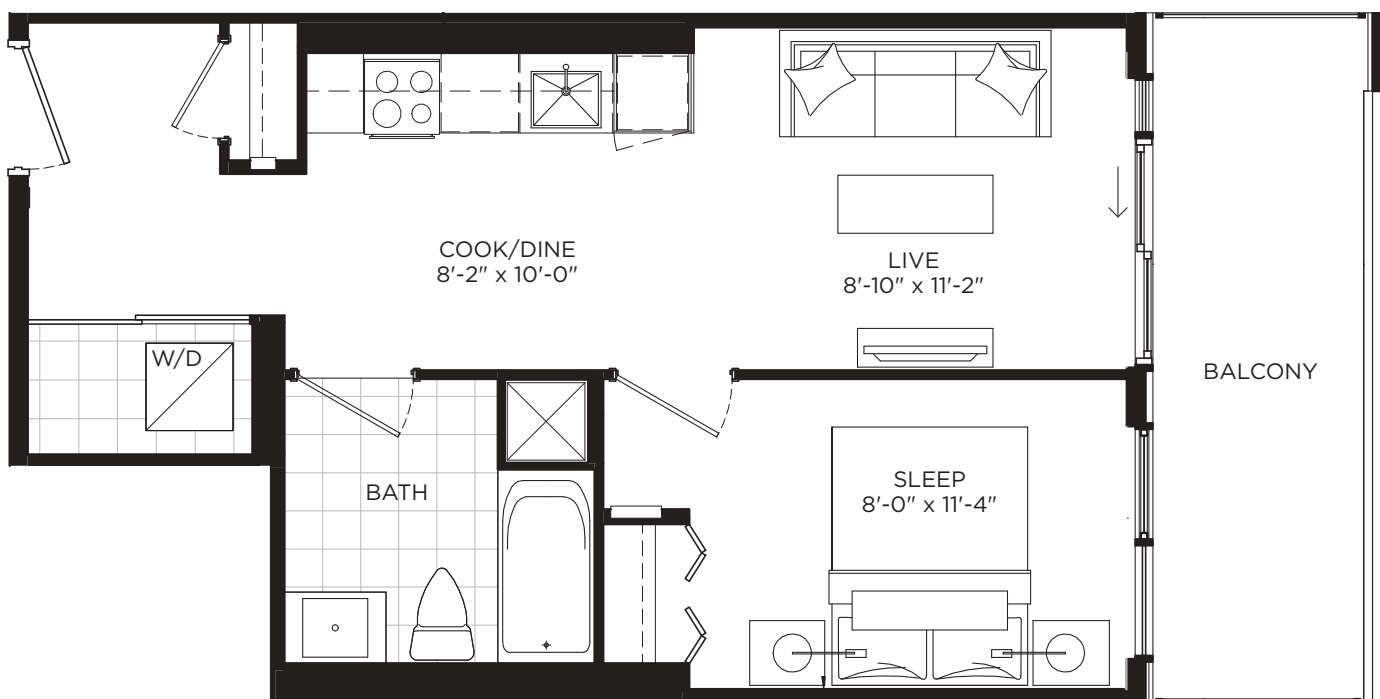 COOK/DINE
8'-2" x 10'-0"
LIVE
8'-10" x 11'-2"
W/D
BALCONY
BATH
SLEEP
8'-0" x 11'-4"